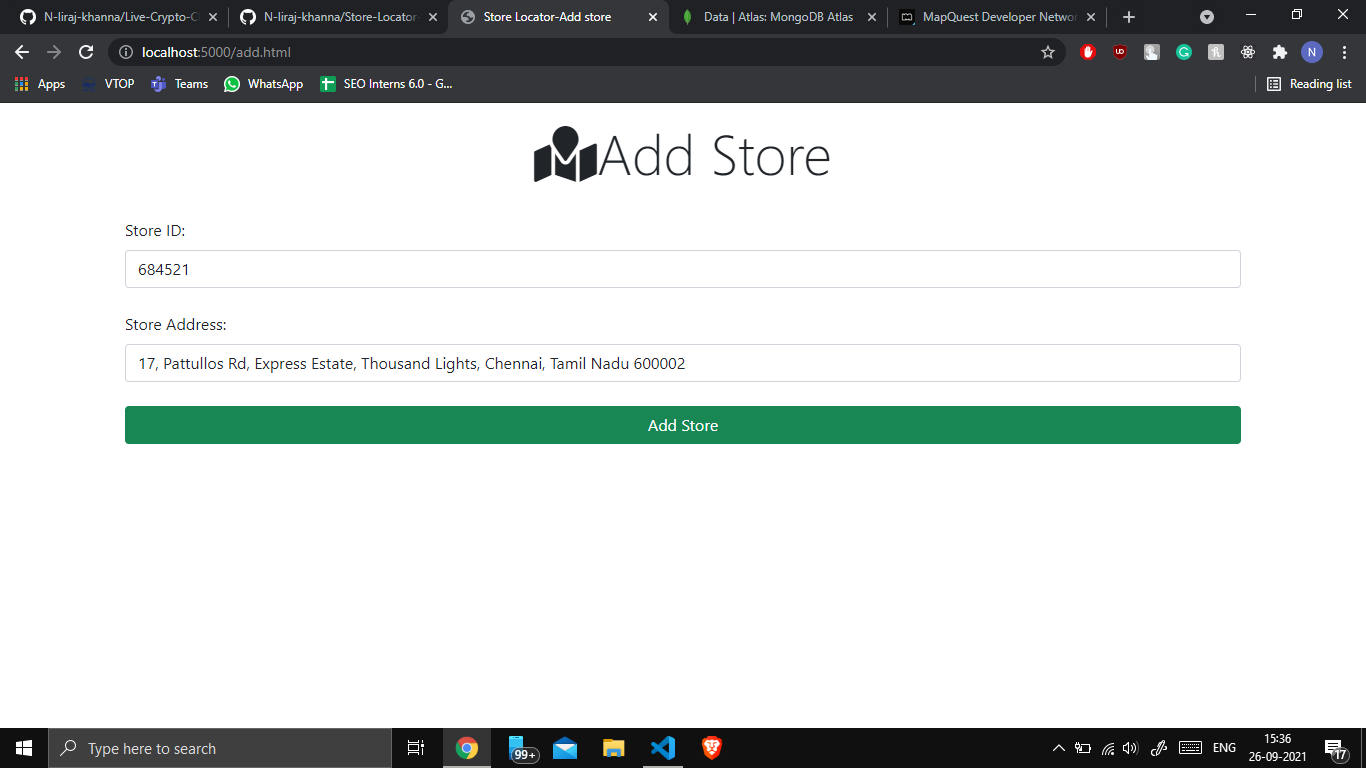 N-liraj-khanna/Live-Crypto-C
N-liraj-khanna/Store-Locator
Store Locator-Add store
Data | Atlas: MongoDB Atlas
MapQuest Developer Networ
localhost:5000/add.html
N
Apps
VTOP
Teams
WhatsApp
SEO Interns 6.0 - G...
Reading list
Add Store
Store ID:
684521
Store Address:
17, Pattullos Rd, Express Estate, Thousand Lights, Chennai, Tamil Nadu 600002
Add Store
Type here to search
99+
ENG
15:36
26-09-2021
17